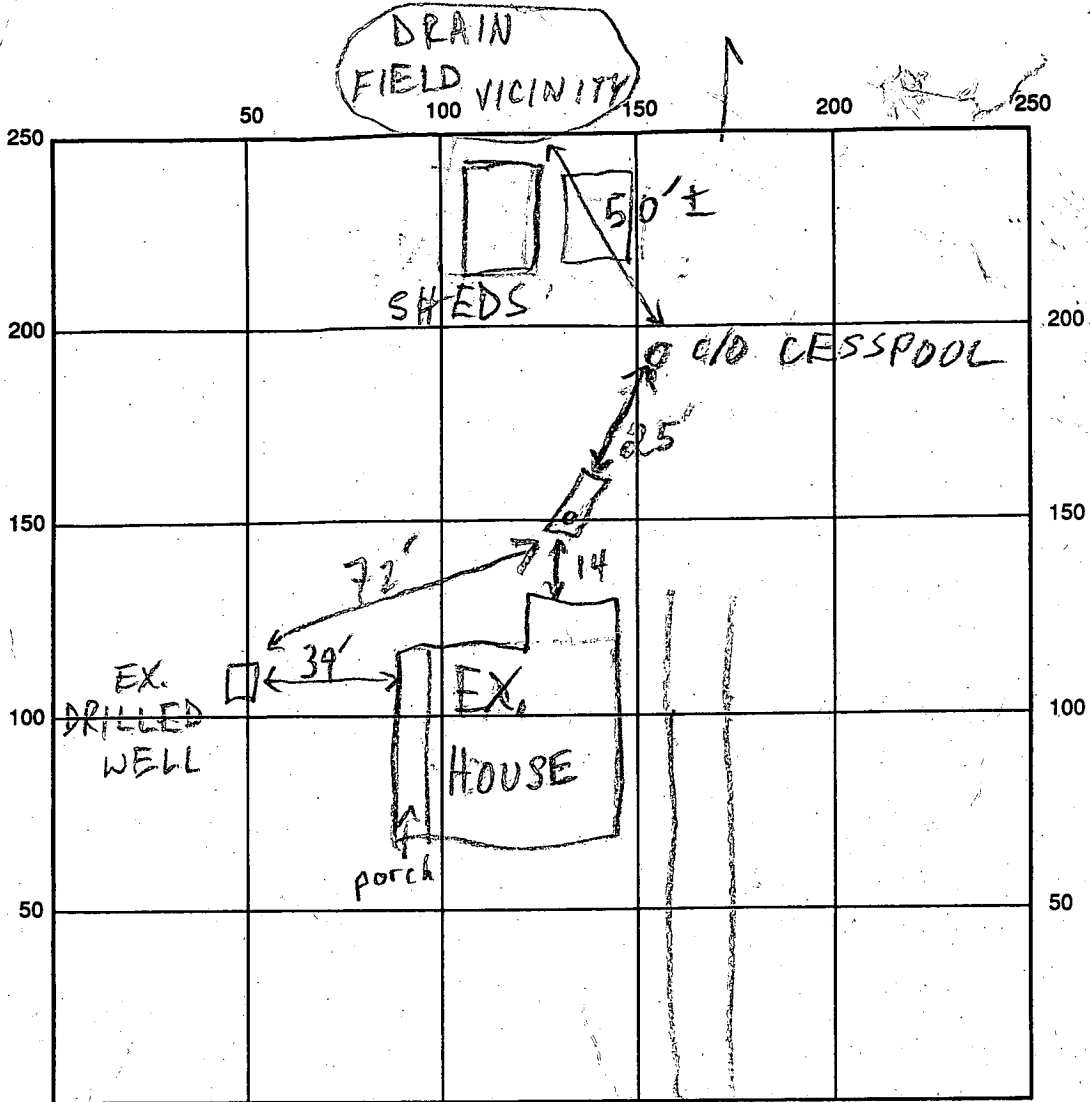 DRAIN
FIELD VICINITY
50 100 150 200 250
250
50'±
SHEDS
200 200
C/O CESSPOOL
25'
150 150
72'
14
39'
EX.
DRILLED
WELL
EX.
HOUSE
100 100
porch
50 50